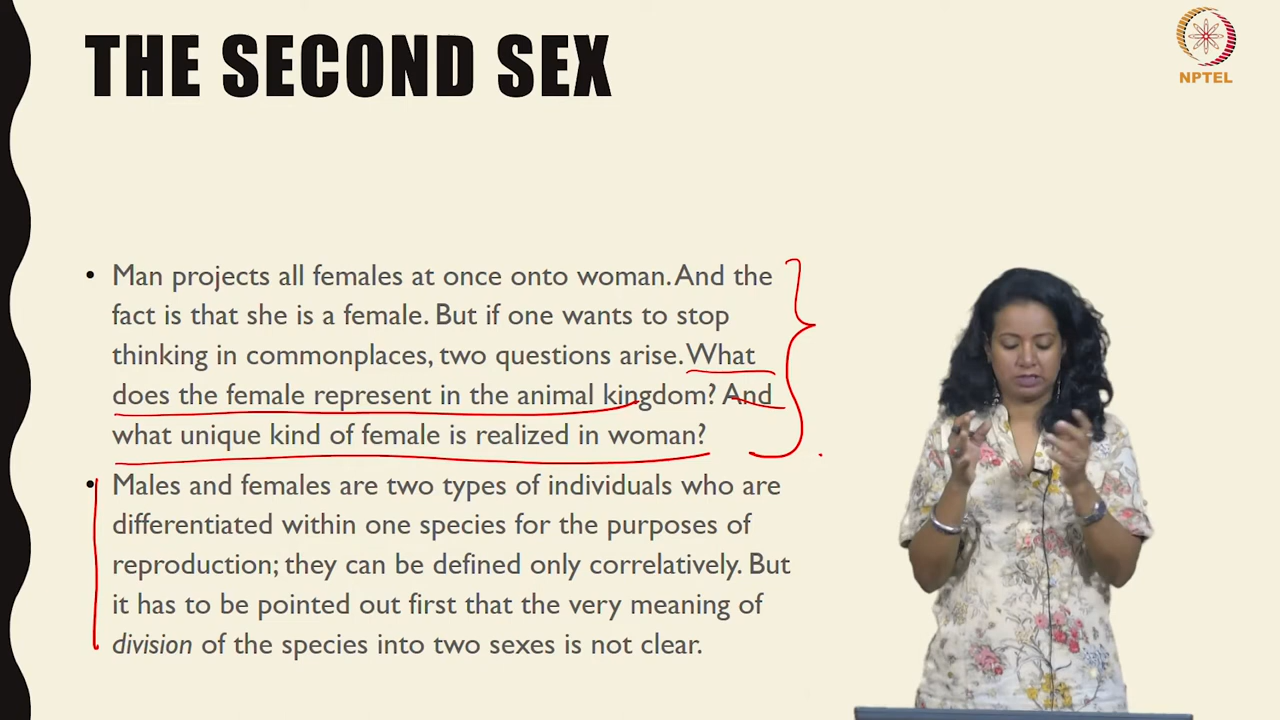 THE SECOND SEX
NPTEL
• Man projects all females at once onto woman. And the
fact is that she is a female. But if one wants to stop
thinking in commonplaces, two questions arise. What
does the female represent in the animal kingdom? And
what unique kind of female is realized in woman?
• Males and females are two types of individuals who are
differentiated within one species for the purposes of
reproduction; they can be defined only correlatively. But
it has to be pointed out first that the very meaning of
division of the species into two sexes is not clear.